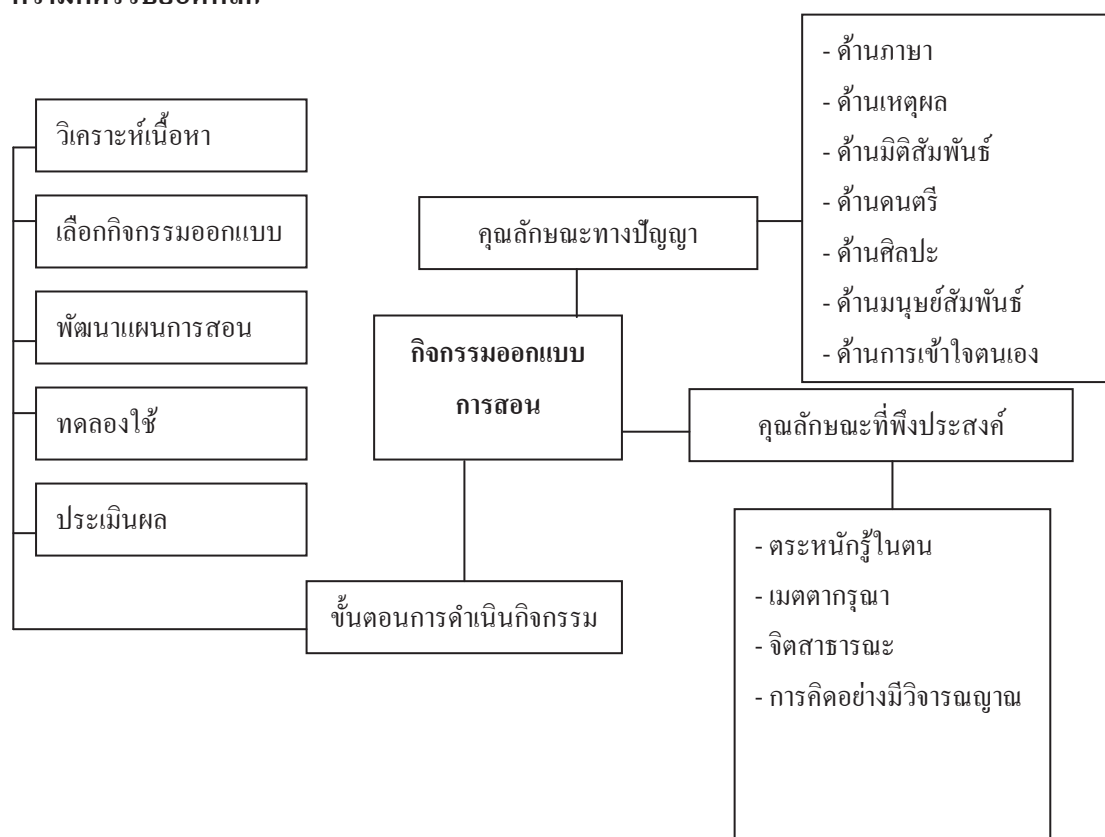 วิเคราะห์เนื้อหา
เลือกกิจกรรมออกแบบ
พัฒนาแผนการสอน
ทดลองใช้
ประเมินผล
ขั้นตอนการดำเนินกิจกรรม
กิจกรรมออกแบบ
การสอน
คุณลักษณะทางปัญญา
- ด้านภาษา
- ด้านเหตุผล
- ด้านมิติสัมพันธ์
- ด้านดนตรี
- ด้านศิลปะ
- ด้านมนุษย์สัมพันธ์
- ด้านการเข้าใจตนเอง
คุณลักษณะที่พึงประสงค์
- ตระหนักรู้ในตน
- เมตตากรุณา
- จิตสาธารณะ
- การคิดอย่างมีวิจารณญาณ